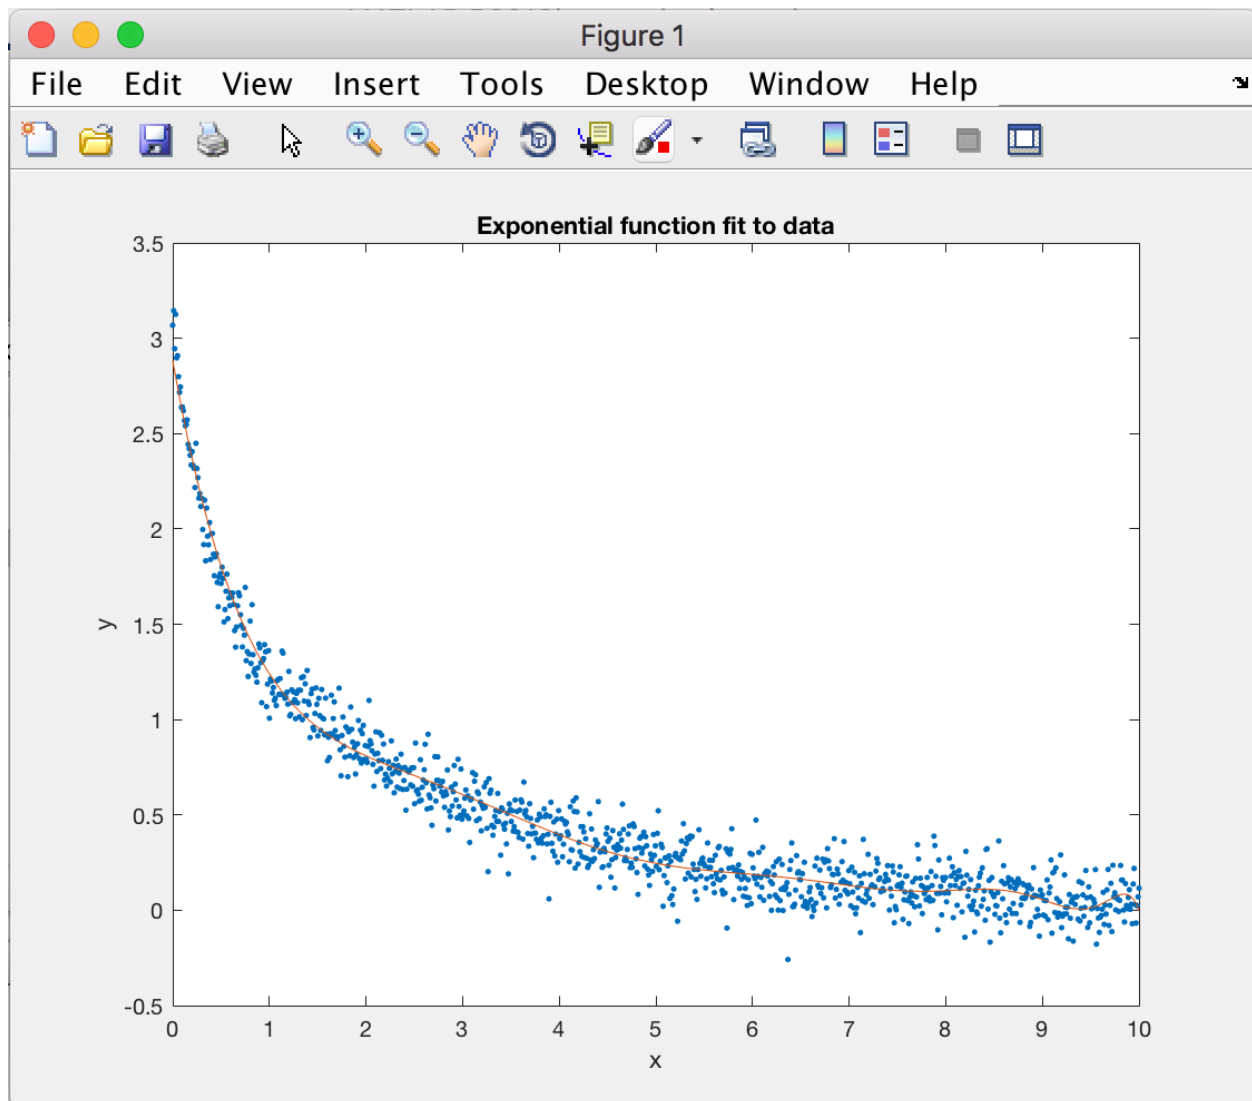 Figure 1
File Edit View Insert Tools Desktop Window Help
Exponential function fit to data
3.5
3
2.5
2
1.5
1
0.5
0
-0.5
y
0 1 2 3 4 5 6 7 8 9 10
x